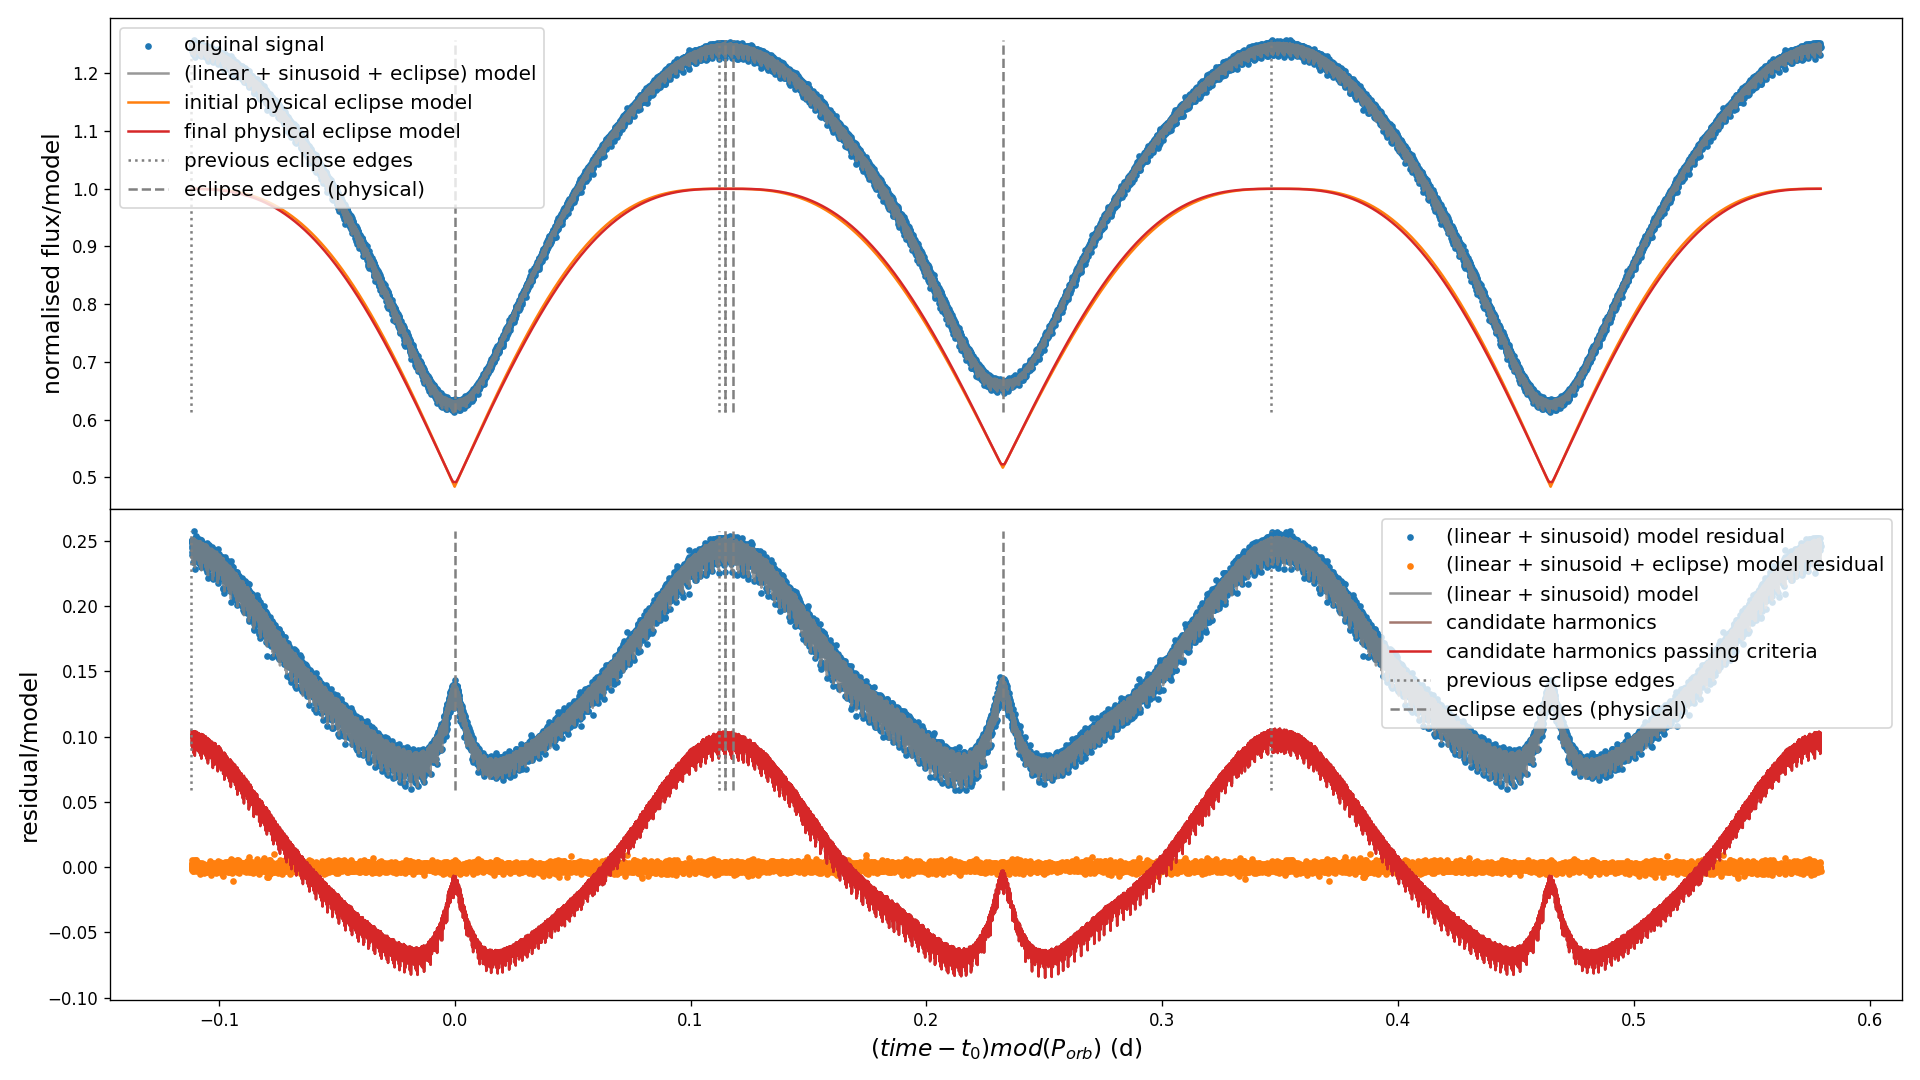 original signal
(linear + sinusoid + eclipse) model
initial physical eclipse model
final physical eclipse model
previous eclipse edges
eclipse edges (physical)
normalised flux/model
1.2
1.1
1.0
0.9
0.8
0.7
0.6
0.5
(linear + sinusoid) model residual
(linear + sinusoid + eclipse) model residual
(linear + sinusoid) model
candidate harmonics
candidate harmonics passing criteria
previous eclipse edges
eclipse edges (physical)
residual/model
0.25
0.20
0.15
0.10
0.05
0.00
−0.05
−0.10
−0.1 0.0 0.1 0.2 0.3 0.4 0.5 0.6
(time − t₀)mod(P_orb) (d)